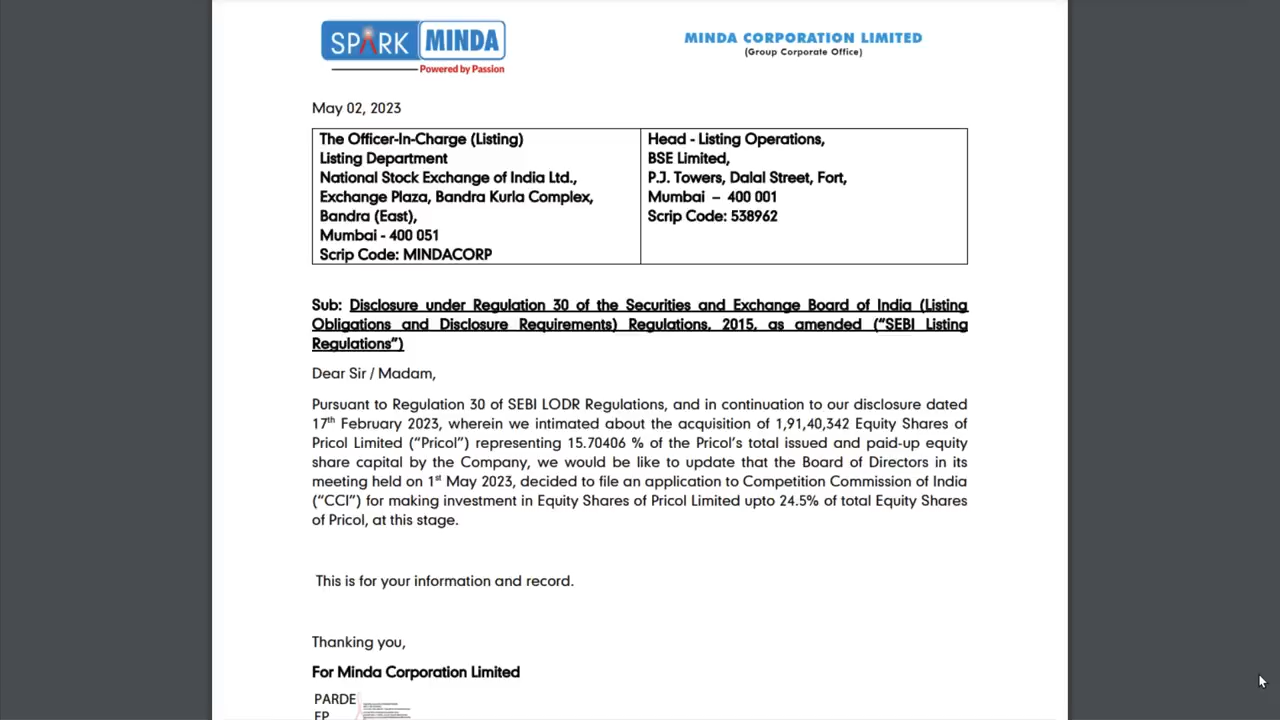 SPARK MINDA
Powered by Passion
MINDA CORPORATION LIMITED
(Group Corporate Office)
May 02, 2023
The Officer-In-Charge (Listing)
Listing Department
National Stock Exchange of India Ltd.,
Exchange Plaza, Bandra Kurla Complex,
Bandra (East),
Mumbai - 400 051
Scrip Code: MINDACORP
Head - Listing Operations,
BSE Limited,
P.J. Towers, Dalal Street, Fort,
Mumbai – 400 001
Scrip Code: 538962
Sub: Disclosure under Regulation 30 of the Securities and Exchange Board of India (Listing
Obligations and Disclosure Requirements) Regulations, 2015, as amended (“SEBI Listing
Regulations”)
Dear Sir / Madam,
Pursuant to Regulation 30 of SEBI LODR Regulations, and in continuation to our disclosure dated
17th February 2023, wherein we intimated about the acquisition of 1,91,40,342 Equity Shares of
Pricol Limited (“Pricol”) representing 15.70406 % of the Pricol’s total issued and paid-up equity
share capital by the Company, we would be like to update that the Board of Directors in its
meeting held on 1st May 2023, decided to file an application to Competition Commission of India
(“CCI”) for making investment in Equity Shares of Pricol Limited upto 24.5% of total Equity Shares
of Pricol, at this stage.
This is for your information and record.
Thanking you,
For Minda Corporation Limited
PARDE
EP